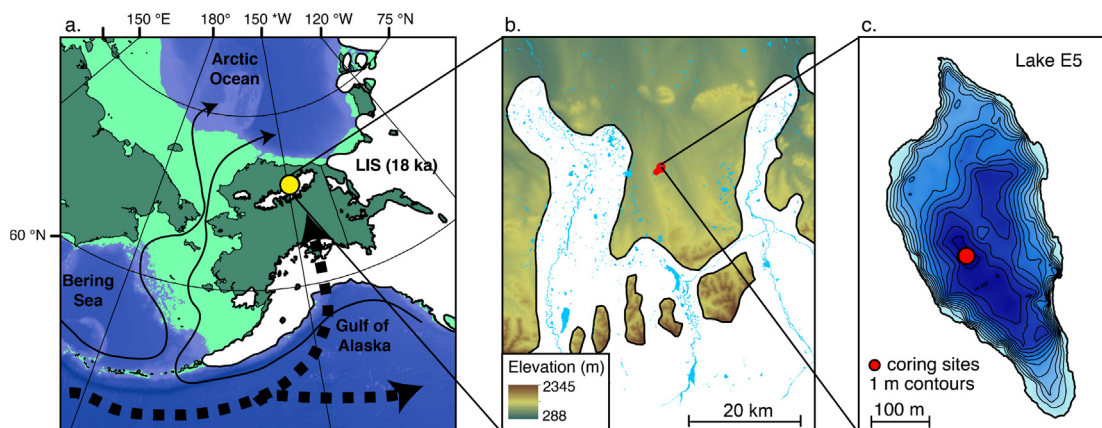 a.
150 °E 180° 150 °W 120 °W 75 °N
Arctic
Ocean
LIS (18 ka)
60 °N
Bering
Sea
Gulf of
Alaska
b.
Elevation (m)
2345
288
20 km
c.
Lake E5
coring sites
1 m contours
100 m